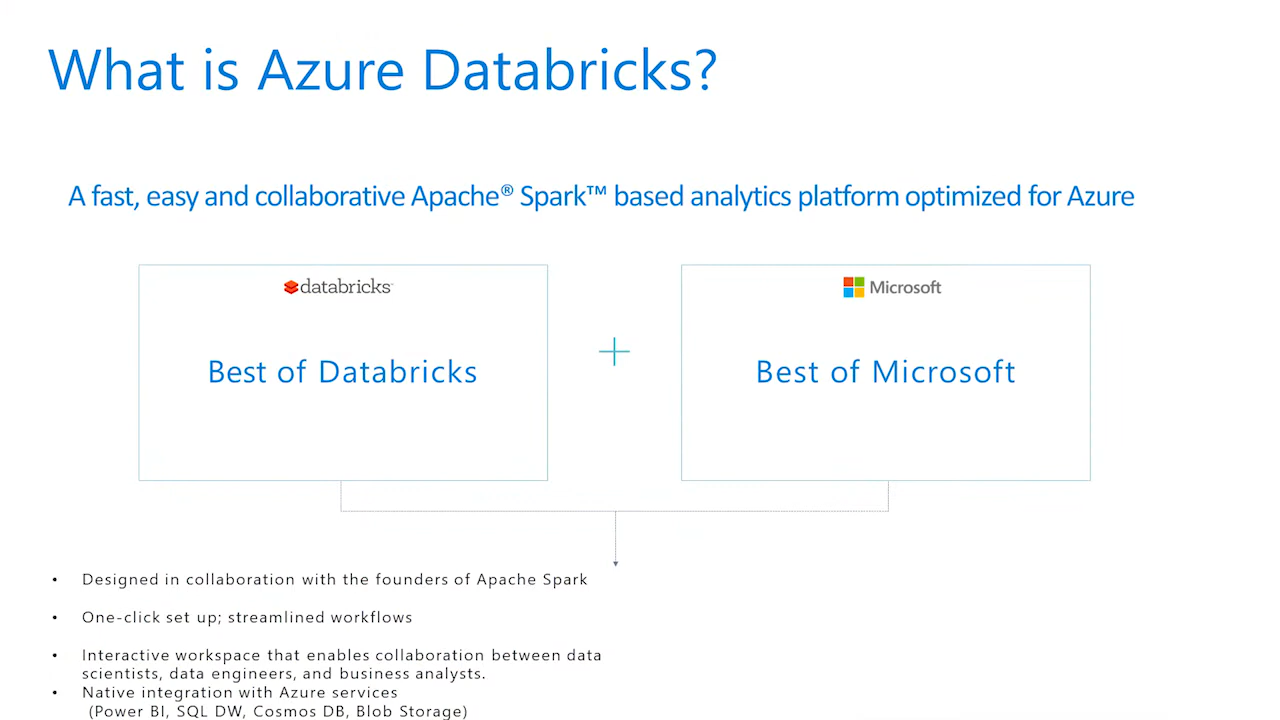 What is Azure Databricks?
A fast, easy and collaborative Apache® Spark™ based analytics platform optimized for Azure
databricks
Microsoft
Best of Databricks
Best of Microsoft
• Designed in collaboration with the founders of Apache Spark
• One-click set up; streamlined workflows
• Interactive workspace that enables collaboration between data
scientists, data engineers, and business analysts.
• Native integration with Azure services
(Power BI, SQL DW, Cosmos DB, Blob Storage)